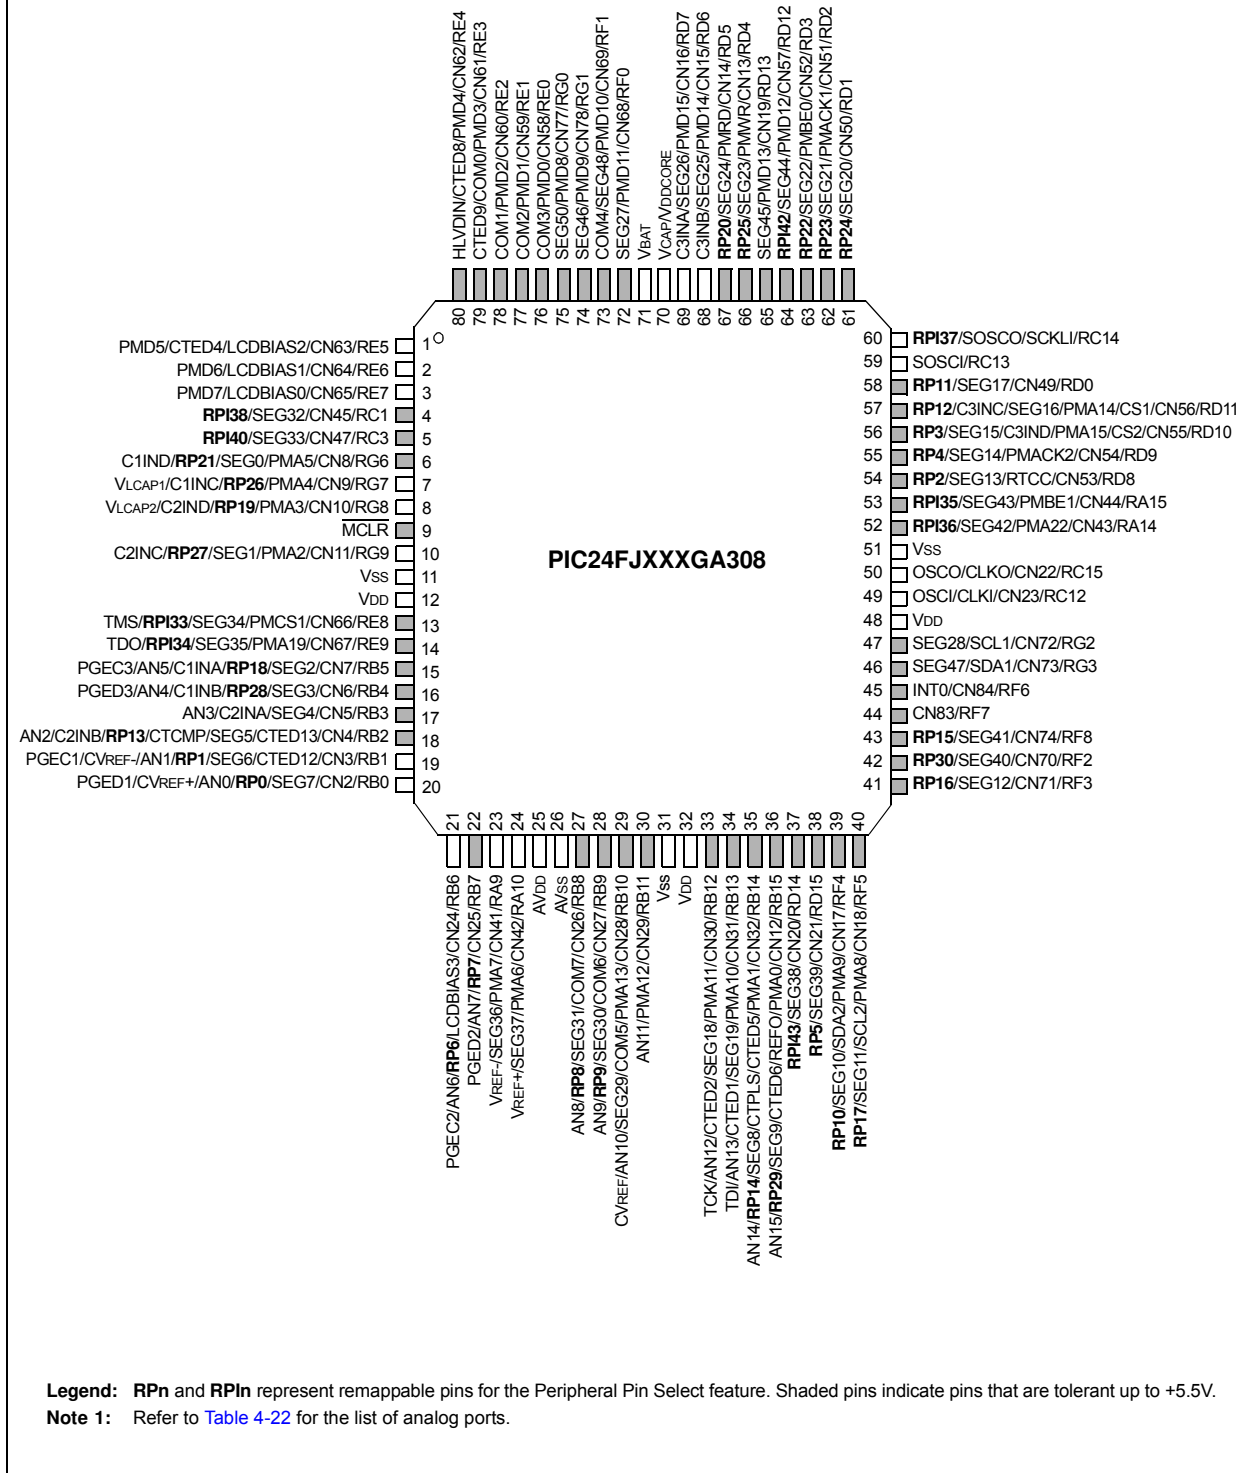 HLVDIN/CTED8/PMD4/CN62/RE4
CTED9/COM0/PMD3/CN61/RE3
COM1/PMD2/CN60/RE2
COM2/PMD1/CN59/RE1
COM3/PMD0/CN58/RE0
SEG50/PMD8/CN77/RG0
SEG46/PMD9/CN78/RG1
COM4/SEG48/PMD10/CN69/RF1
SEG27/PMD11/CN68/RF0
VBAT
VCAP/VDDCORE
C3INA/SEG26/PMD15/CN16/RD7
C3INB/SEG25/PMD14/CN15/RD6
RP20/SEG24/PMRD/CN14/RD5
RP25/SEG23/PMWR/CN13/RD4
SEG45/PMD13/CN19/RD13
RPI42/SEG44/PMD12/CN57/RD12
RP22/SEG22/PMBE0/CN52/RD3
RP23/SEG21/PMACK1/CN51/RD2
RP24/SEG20/CN50/RD1
80
79
78
77
76
75
74
73
72
71
70
69
68
67
66
65
64
63
62
61
PMD5/CTED4/LCDBIAS2/CN63/RE5 1
PMD6/LCDBIAS1/CN64/RE6 2
PMD7/LCDBIAS0/CN65/RE7 3
RPI38/SEG32/CN45/RC1 4
RPI40/SEG33/CN47/RC3 5
C1IND/RP21/SEG0/PMA5/CN8/RG6 6
VLCAP1/C1INC/RP26/PMA4/CN9/RG7 7
VLCAP2/C2IND/RP19/PMA3/CN10/RG8 8
MCLR 9
C2INC/RP27/SEG1/PMA2/CN11/RG9 10
VSS 11
VDD 12
TMS/RPI33/SEG34/PMCS1/CN66/RE8 13
TDO/RPI34/SEG35/PMA19/CN67/RE9 14
PGEC3/AN5/C1INA/RP18/SEG2/CN7/RB5 15
PGED3/AN4/C1INB/RP28/SEG3/CN6/RB4 16
AN3/C2INA/SEG4/CN5/RB3 17
AN2/C2INB/RP13/CTCMP/SEG5/CTED13/CN4/RB2 18
PGEC1/CVREF-/AN1/RP1/SEG6/CTED12/CN3/RB1 19
PGED1/CVREF+/AN0/RP0/SEG7/CN2/RB0 20
PIC24FJXXXGA308
60 RPI37/SOSCO/SCKLI/RC14
59 SOSCI/RC13
58 RP11/SEG17/CN49/RD0
57 RP12/C3INC/SEG16/PMA14/CS1/CN56/RD11
56 RP3/SEG15/C3IND/PMA15/CS2/CN55/RD10
55 RP4/SEG14/PMACK2/CN54/RD9
54 RP2/SEG13/RTCC/CN53/RD8
53 RPI35/SEG43/PMBE1/CN44/RA15
52 RPI36/SEG42/PMA22/CN43/RA14
51 VSS
50 OSCO/CLKO/CN22/RC15
49 OSCI/CLKI/CN23/RC12
48 VDD
47 SEG28/SCL1/CN72/RG2
46 SEG47/SDA1/CN73/RG3
45 INT0/CN84/RF6
44 CN83/RF7
43 RP15/SEG41/CN74/RF8
42 RP30/SEG40/CN70/RF2
41 RP16/SEG12/CN71/RF3
21
22
23
24
25
26
27
28
29
30
31
32
33
34
35
36
37
38
39
40
PGEC2/AN6/RP6/LCDBIAS3/CN24/RB6
PGED2/AN7/RP7/CN25/RB7
VREF-/SEG36/PMA7/CN41/RA9
VREF+/SEG37/PMA6/CN42/RA10
AVDD
AVSS
AN8/RP8/SEG31/COM7/CN26/RB8
AN9/RP9/SEG30/COM6/CN27/RB9
CVREF/AN10/SEG29/COM5/PMA13/CN28/RB10
AN11/PMA12/CN29/RB11
Vss
VDD
TCK/AN12/CTED2/SEG18/PMA11/CN30/RB12
TDI/AN13/CTED1/SEG19/PMA10/CN31/RB13
AN14/RP14/SEG8/CTPLS/CTED5/PMA1/CN32/RB14
AN15/RP29/SEG9/CTED6/REFO/PMA0/CN12/RB15
RPI43/SEG38/CN20/RD14
RP5/SEG39/CN21/RD15
RP10/SEG10/SDA2/PMA9/CN17/RF4
RP17/SEG11/SCL2/PMA8/CN18/RF5
Legend: RPn and RPIn represent remappable pins for the Peripheral Pin Select feature. Shaded pins indicate pins that are tolerant up to +5.5V.
Note 1: Refer to Table 4-22 for the list of analog ports.